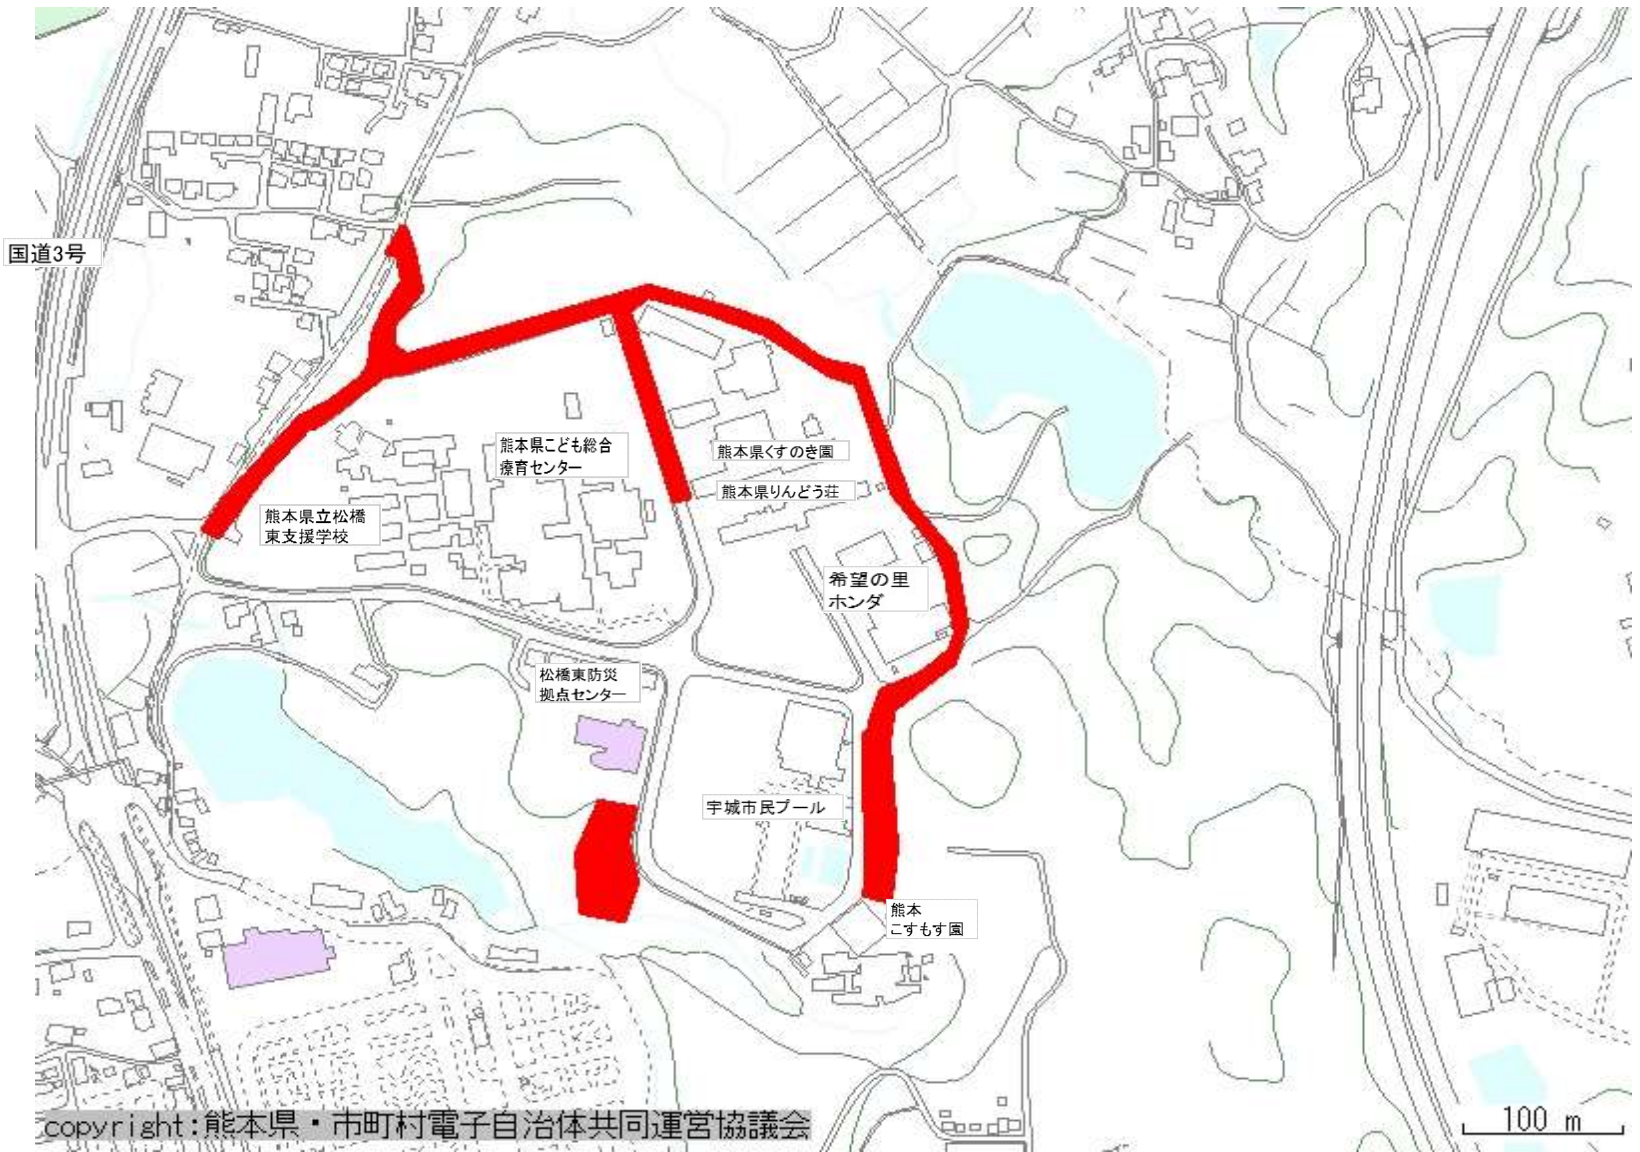 国道3号
熊本県こども総合
療育センター
熊本県くすのき園
熊本県りんどう荘
熊本県立松橋
東支援学校
希望の里
ホンダ
松橋東防災
拠点センター
宇城市民プール
熊本
こすもす園
copyright:熊本県・市町村電子自治体共同運営協議会
100 m